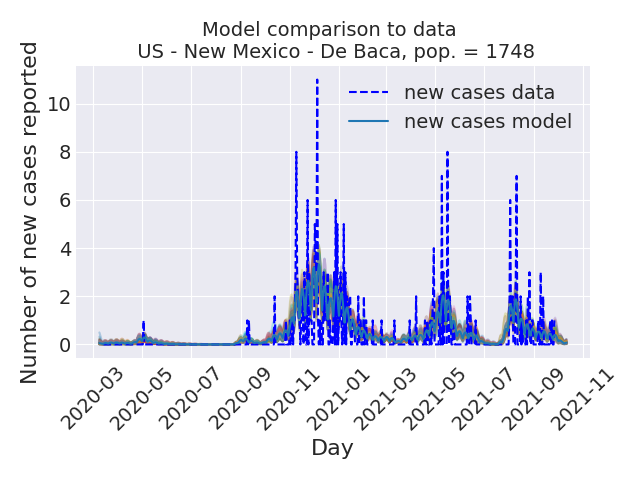 Model comparison to data
US - New Mexico - De Baca, pop. = 1748
Number of new cases reported
10
8
6
4
2
0
new cases data
new cases model
2020-03
2020-05
2020-07
2020-09
2020-11
2021-01
2021-03
2021-05
2021-07
2021-09
2021-11
Day